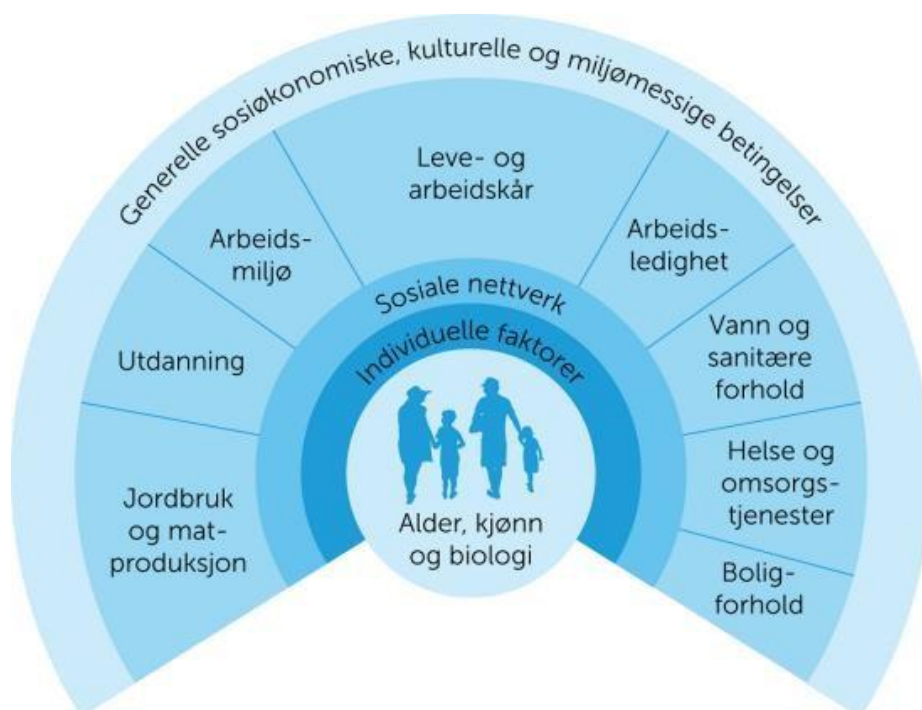 Generelle sosiøkonomiske, kulturelle og miljømessige betingelser
Leve- og
arbeidskår
Arbeids-
miljø
Arbeids-
ledighet
Utdanning
Vann og
sanitære
forhold
Jordbruk
og mat-
produksjon
Helse og
omsorgs-
tjenester
Bolig-
forhold
Sosiale nettverk
Individuelle faktorer
Alder, kjønn
og biologi